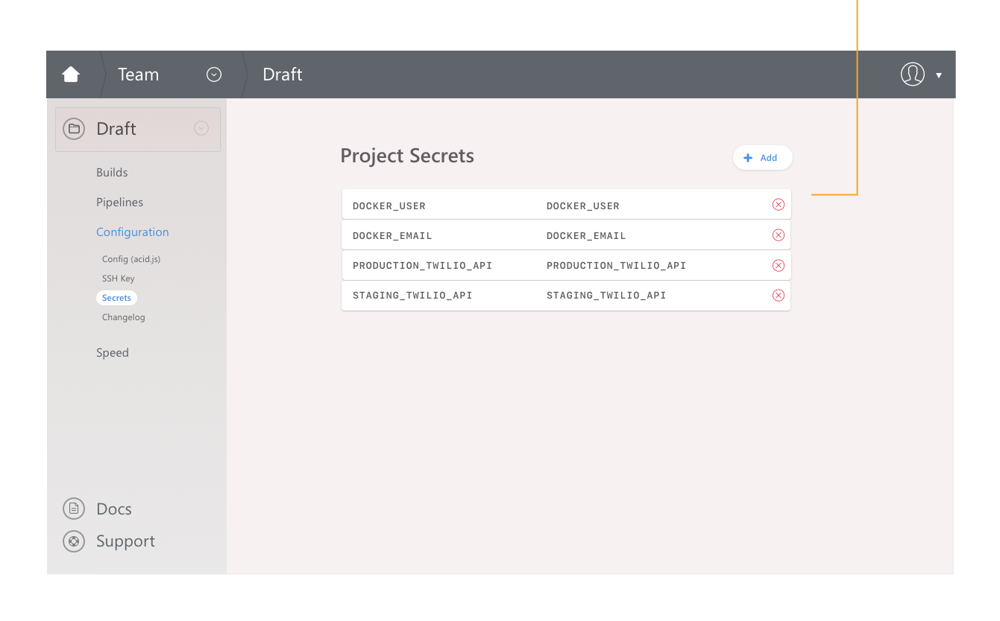 Team
Draft
Draft
Builds
Pipelines
Configuration
Config (acid.js)
SSH Key
Secrets
Changelog
Speed
Docs
Support
Project Secrets
Add
DOCKER_USER DOCKER_USER
DOCKER_EMAIL DOCKER_EMAIL
PRODUCTION_TWILIO_API PRODUCTION_TWILIO_API
STAGING_TWILIO_API STAGING_TWILIO_API